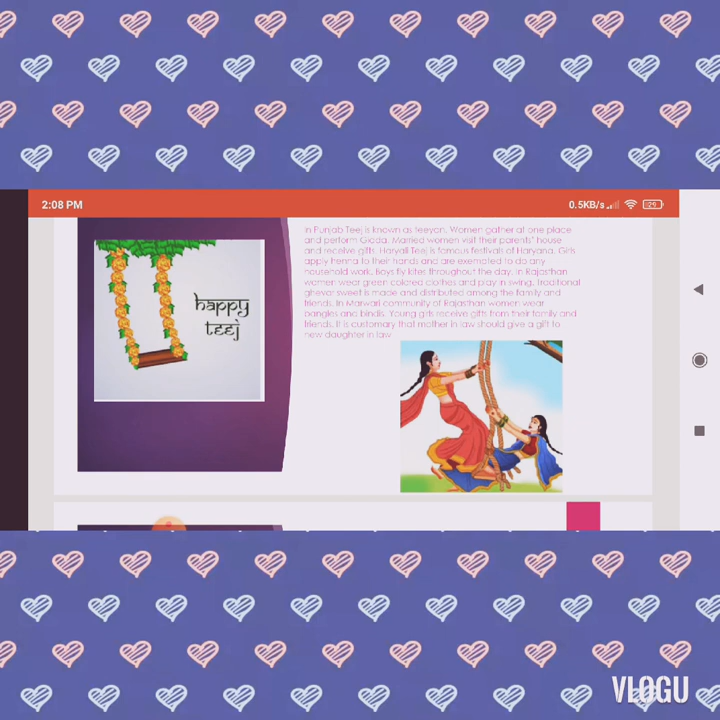 2:08 PM
0.5KB/s
29
In Punjab Teej is known as teeyan. Women gather at one place
and perform Gidda. Married women visit their parents' house
and receive gifts. Haryali Teej is famous festivals of Haryana. Girls
apply henna to their hands and are exempted to do any
household work. Boys fly kites throughout the day. In Rajasthan
women wear green colored clothes and play in swing. Traditional
ghevar sweet is made and distributed among the family and
friends. In Marwari community of Rajasthan women wear
bangles and bindis. Young girls receive gifts from their family and
friends. It is customary that mother in law should give a gift to
new daughter in law
happy
teej
VLOGU